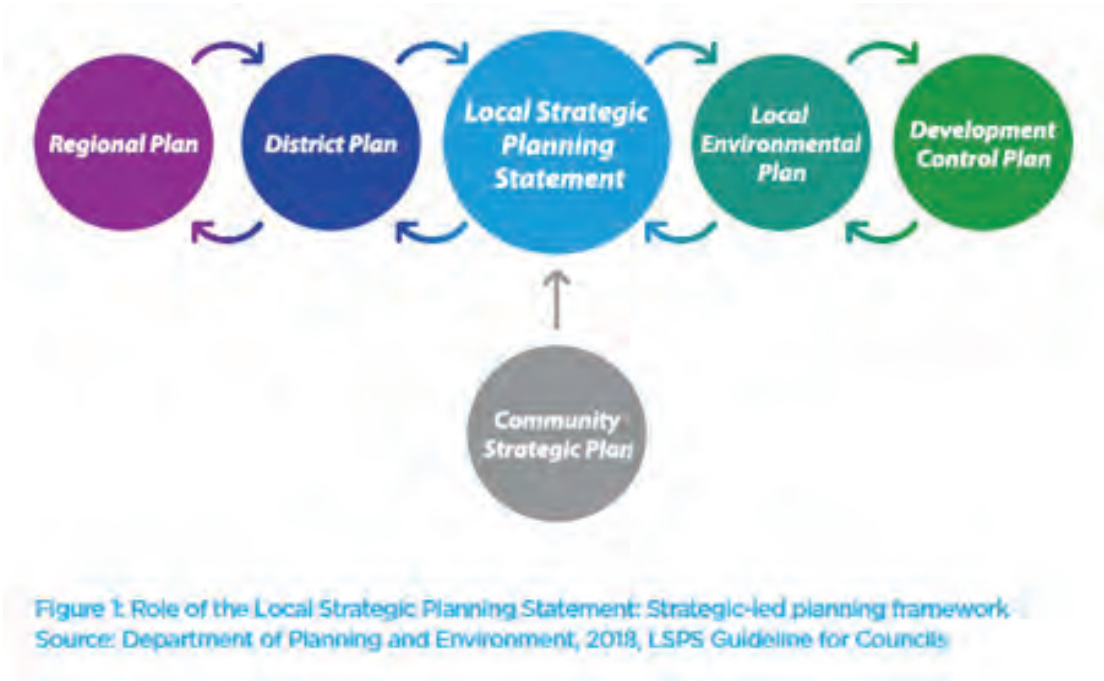 Regional Plan
District Plan
Local Strategic
Planning
Statement
Local
Environmental
Plan
Development
Control Plan
Community
Strategic Plan
Figure 1: Role of the Local Strategic Planning Statement: Strategic-led planning framework
Source: Department of Planning and Environment, 2018, LSPS Guideline for Councils